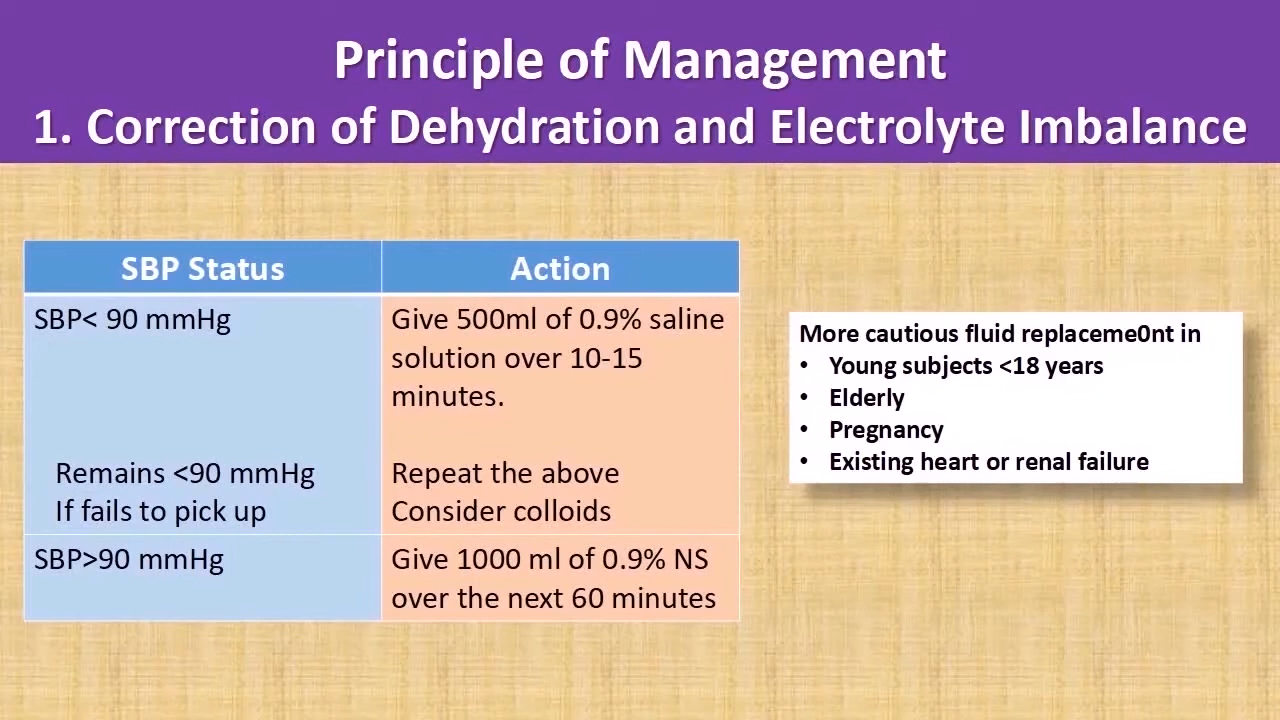 Principle of Management
1. Correction of Dehydration and Electrolyte Imbalance
SBP Status
Action
SBP< 90 mmHg
Give 500ml of 0.9% saline
solution over 10-15
minutes.
Remains <90 mmHg
Repeat the above
If fails to pick up
Consider colloids
SBP>90 mmHg
Give 1000 ml of 0.9% NS
over the next 60 minutes
More cautious fluid replaceme0nt in
• Young subjects <18 years
• Elderly
• Pregnancy
• Existing heart or renal failure